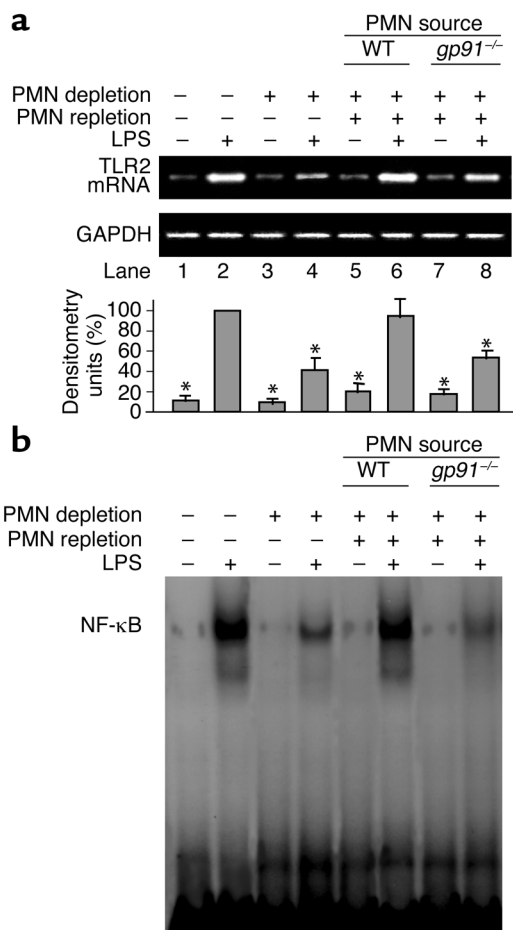 a
PMN source
WT gp91–/–
PMN depletion – – + + + + + +
PMN repletion – – – – + + + +
LPS – + – + – + – +
TLR2
mRNA
GAPDH
Lane 1 2 3 4 5 6 7 8
Densitometry
units (%)
100
80
60
40
20
0
* * * * * *
b
PMN source
WT gp91–/–
PMN depletion – – + + + + + +
PMN repletion – – – – + + + +
LPS – + – + – + – +
NF-κB